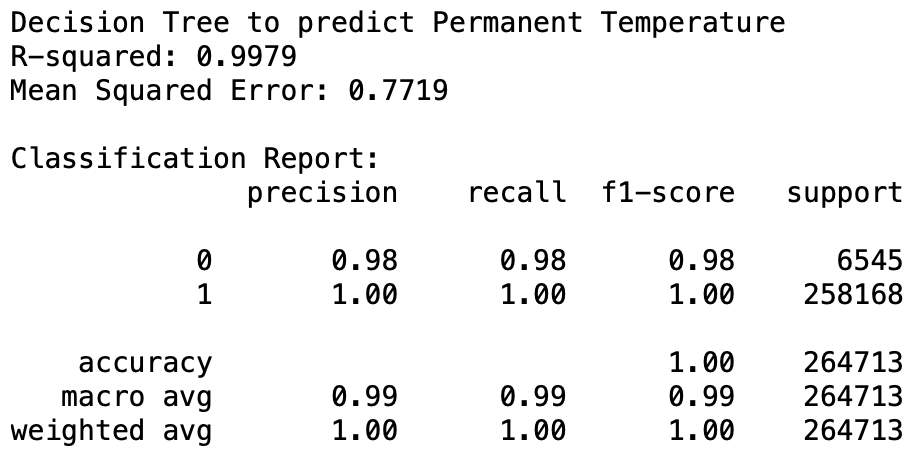 Decision Tree to predict Permanent Temperature
R-squared: 0.9979
Mean Squared Error: 0.7719
Classification Report:
precision recall f1-score support
0 0.98 0.98 0.98 6545
1 1.00 1.00 1.00 258168
accuracy 1.00 264713
macro avg 0.99 0.99 0.99 264713
weighted avg 1.00 1.00 1.00 264713